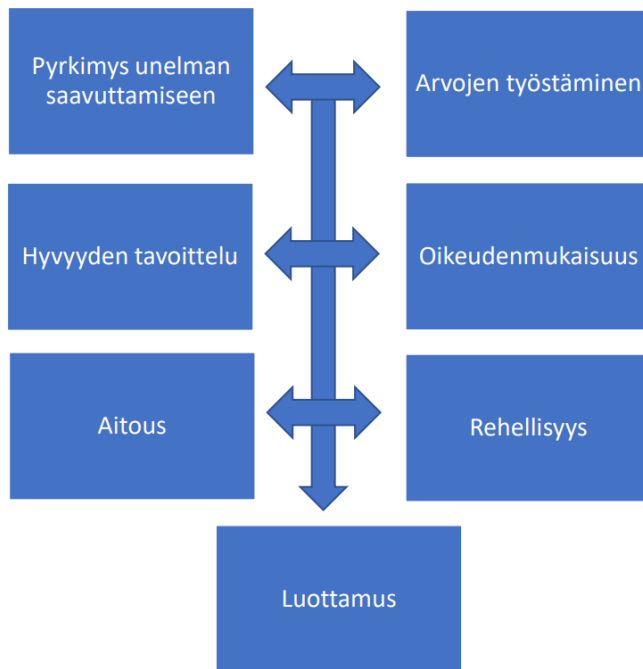 Pyrkimys unelman
saavuttamiseen
Arvojen työstäminen
Hyvyyden tavoittelu
Oikeudenmukaisuus
Aitous
Rehellisyys
Luottamus